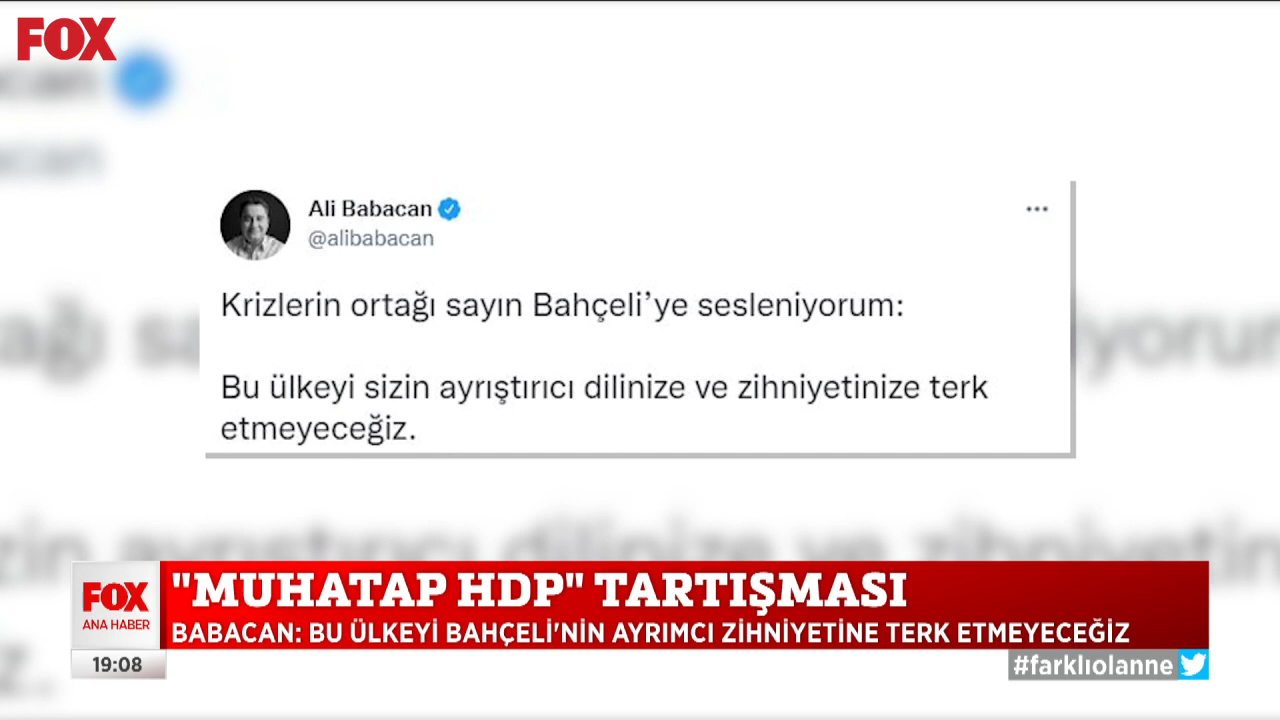 FOX
Ali Babacan
@alibabacan
Krizlerin ortağı sayın Bahçeli’ye sesleniyorum:
Bu ülkeyi sizin ayrıştırıcı dilinize ve zihniyetinize terk
etmeyeceğiz.
"MUHATAP HDP" TARTIŞMASI
BABACAN: BU ÜLKEYİ BAHÇELİ'NİN AYRIMCI ZİHNİYETİNE TERK ETMEYECEĞİZ
FOX
ANA HABER
19:08
#farklıolanne